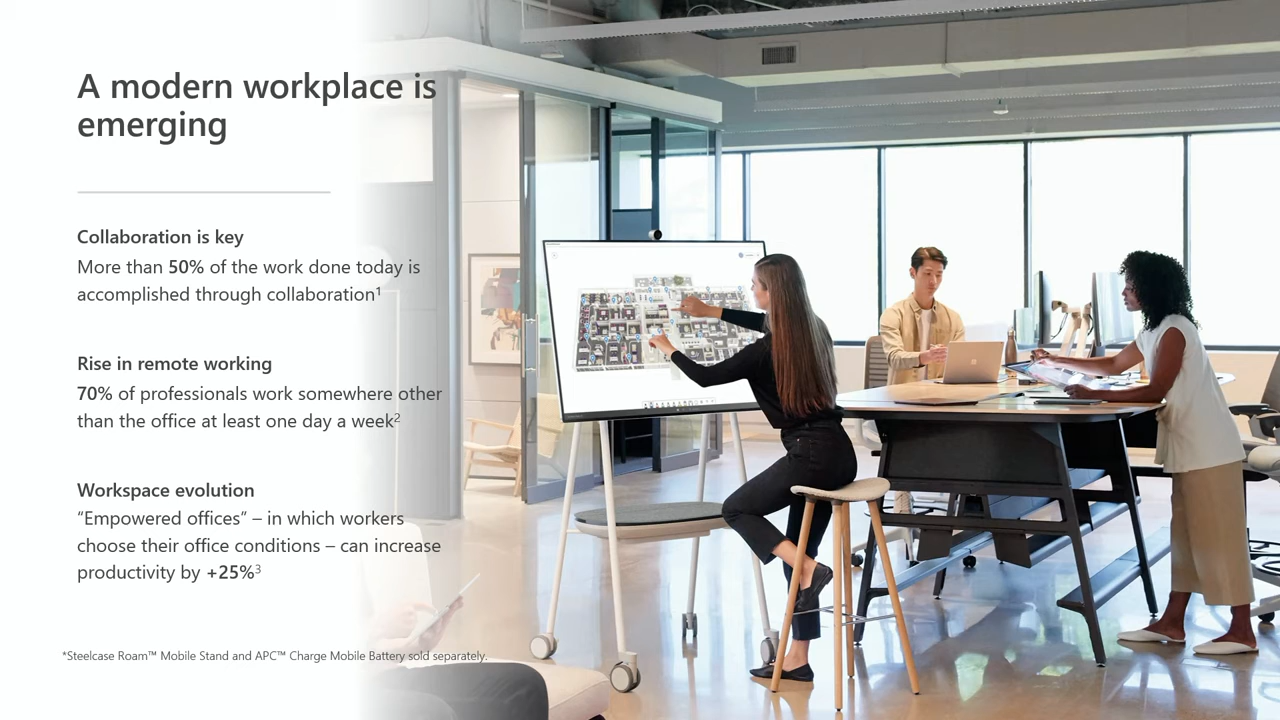 A modern workplace is
emerging
Collaboration is key
More than 50% of the work done today is
accomplished through collaboration¹
Rise in remote working
70% of professionals work somewhere other
than the office at least one day a week²
Workspace evolution
“Empowered offices” – in which workers
choose their office conditions – can increase
productivity by +25%³
*Steelcase Roam™ Mobile Stand and APC™ Charge Mobile Battery sold separately.